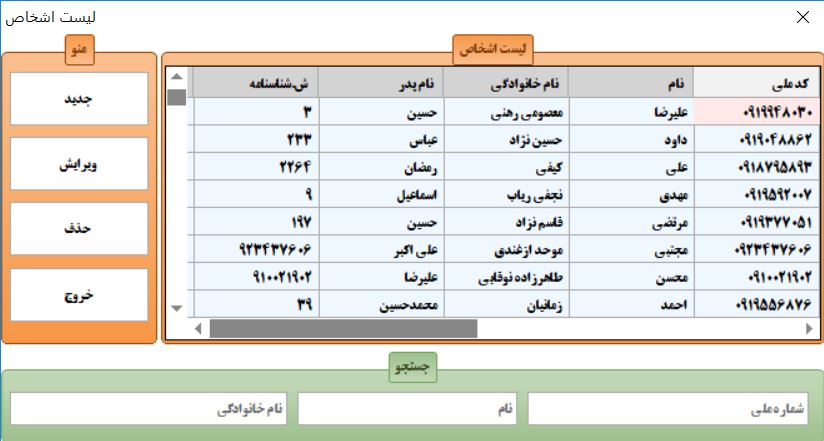 لیست اشخاص
منو
لیست اشخاص
جدید
ویرایش
حذف
خروج
کدملی نام نام خانوادگی نام پدر ش.شناسنامه
۰۹۱۹۹۴۸۰۳۰ علیرضا معصومی رهنی حسین ۳
۰۹۱۹۰۴۸۸۶۲ داود حسین نژاد عباس ۲۳۳
۰۹۱۸۷۹۵۸۹۳ علی کیفی رمضان ۲۲۶۴
۰۹۱۹۵۹۲۰۰۷ مهدی نجفی رباب اسماعیل ۹
۰۹۱۹۳۷۷۰۵۱ مرتضی قاسم نژاد حسین ۱۹۷
۰۹۲۳۴۳۷۶۰۶ مجتبی موحد ازغندی علی اکبر ۹۲۳۴۳۷۶۰۶
۰۹۱۰۰۲۱۹۰۲ محسن طاهرزاده نوقابی علیرضا ۹۱۰۰۲۱۹۰۲
۰۹۱۹۵۵۶۸۷۶ احمد زمانیان محمدحسین ۳۹
جستجو
شماره ملی نام نام خانوادگی